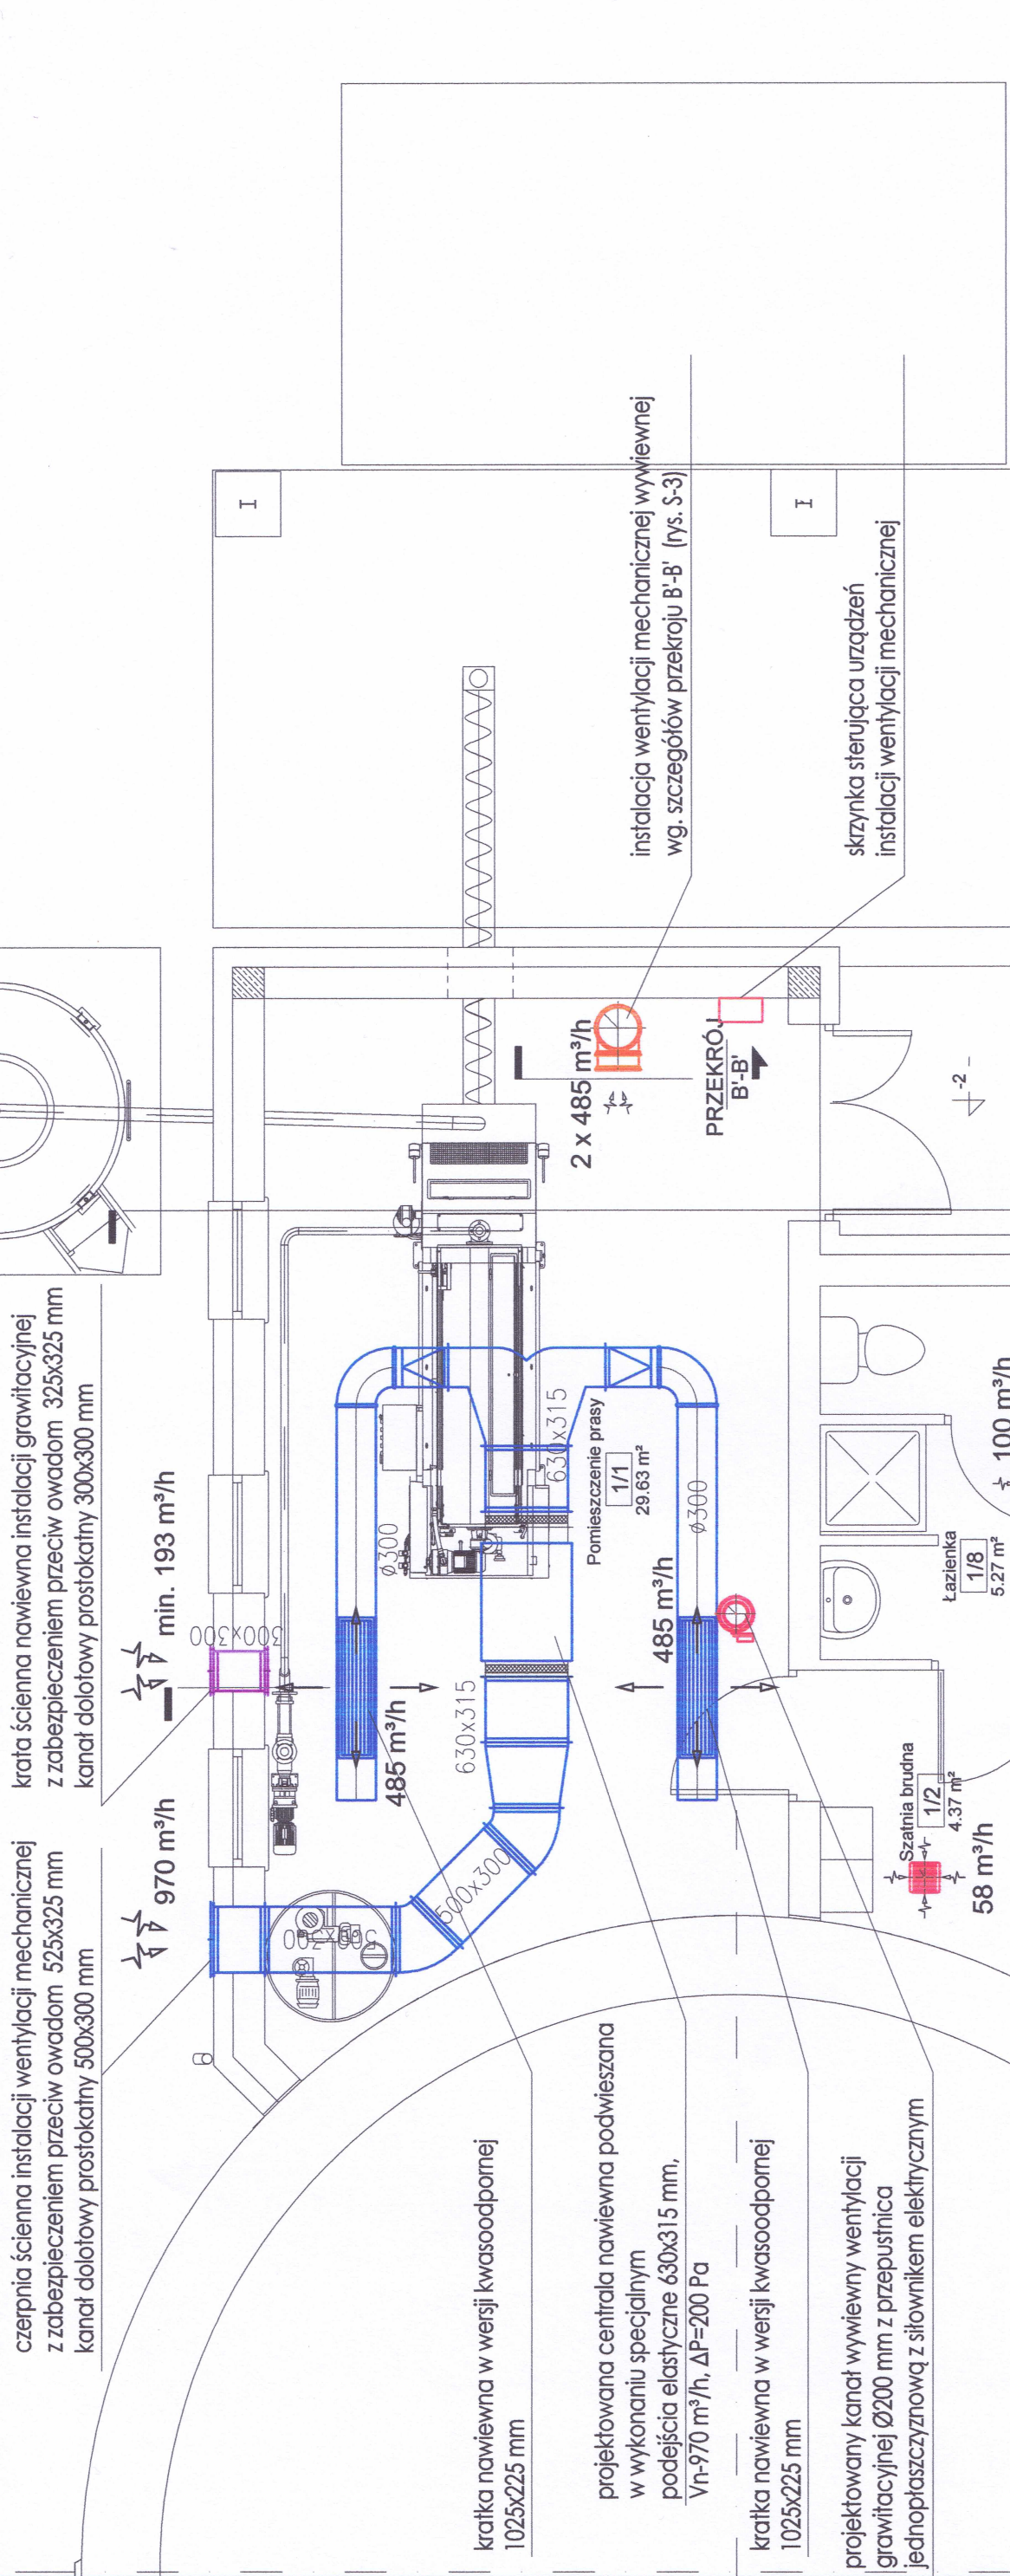 czerpnia ścienna instalacji wentylacji mechanicznej
z zabezpieczeniem przeciw owadom 525x325 mm
kanał dolotowy prostokatny 500x300 mm
970 m³/h
krata ścienna nawiewna instalacji grawitacyjnej
z zabezpieczeniem przeciw owadom 325x325 mm
kanał dolotowy prostokatny 300x300 mm
min. 193 m³/h
300x300
500x300
630x315
485 m³/h
Ø300
630x315
Pomieszczenie prasy
1/1
29.63 m²
485 m³/h
Ø300
2 x 485 m³/h
PRZEKRÓJ
B'-B'
instalacja wentylacji mechanicznej wywiewnej
wg. szczegółów przekroju B'-B' (rys. S-3)
skrzynka sterująca urządzeń
instalacji wentylacji mechanicznej
I
I
-2
kratka nawiewna w wersji kwasoodpornej
1025x225 mm
projektowana centrala nawiewna podwieszana
w wykonaniu specjalnym
podejścia elastyczne 630x315 mm,
Vn-970 m³/h, ΔP=200 Pa
kratka nawiewna w wersji kwasoodpornej
1025x225 mm
projektowany kanał wywiewny wentylacji
grawitacyjnej Ø200 mm z przepustnica
jednopłaszczyznową z siłownikiem elektrycznym
Szatnia brudna
1/2
4.37 m²
58 m³/h
Łazienka
1/8
5.27 m²
100 m³/h